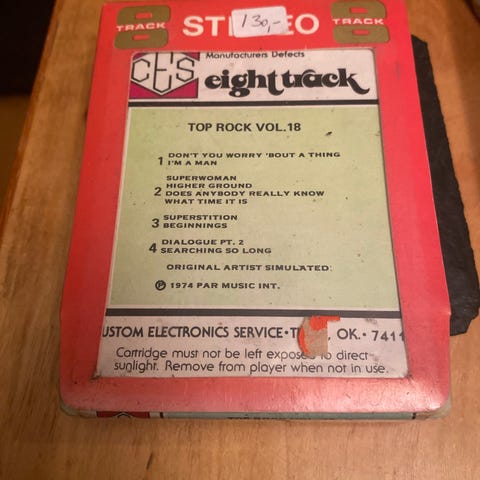 8 TRACK
STEREO
130,-
8 TRACK
CES
Manufacturers Defects
eight track
TOP ROCK VOL.18
1 DON'T YOU WORRY 'BOUT A THING
I'M A MAN
SUPERWOMAN
2 HIGHER GROUND
DOES ANYBODY REALLY KNOW
WHAT TIME IT IS
3 SUPERSTITION
BEGINNINGS
4 DIALOGUE PT. 2
SEARCHING SO LONG
ORIGINAL ARTIST SIMULATED:
Ⓟ 1974 PAR MUSIC INT.
USTOM ELECTRONICS SERVICE • OK. • 7411
Cartridge must not be left to direct
sunlight. Remove from player when not in use.
TOP ROCK